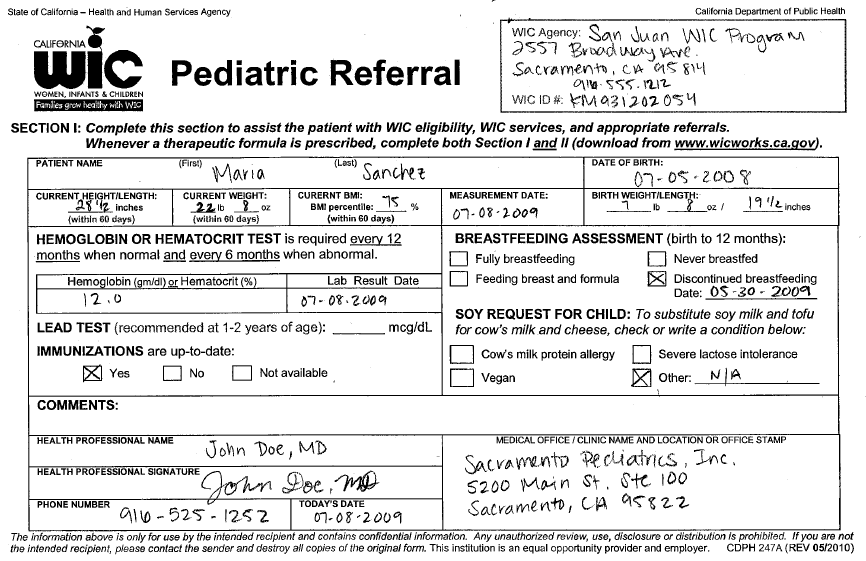 State of California – Health and Human Services Agency
California Department of Public Health
CALIFORNIA
WIC
WOMEN, INFANTS & CHILDREN
Families grow healthy with WIC
Pediatric Referral
WIC Agency: San Juan WIC Program
2557 Broadway Ave.
Sacramento, CA 95814
916.555.1212
WIC ID#: KM931202054
SECTION I: Complete this section to assist the patient with WIC eligibility, WIC services, and appropriate referrals.
Whenever a therapeutic formula is prescribed, complete both Section I and II (download from www.wicworks.ca.gov).
PATIENT NAME (First) Maria (Last) Sanchez
DATE OF BIRTH:
07-05-2008
CURRENT HEIGHT/LENGTH:
28 1/2 inches
(within 60 days)
CURRENT WEIGHT:
22 lb 8 oz
(within 60 days)
CURERNT BMI:
BMI percentile: 75 %
(within 60 days)
MEASUREMENT DATE:
07-08-2009
BIRTH WEIGHT/LENGTH:
7 lb 8 oz / 19 1/2 inches
HEMOGLOBIN OR HEMATOCRIT TEST is required every 12
months when normal and every 6 months when abnormal.
Hemoglobin (gm/dl) or Hematocrit (%)
Lab Result Date
12.0
07-08.2009
LEAD TEST (recommended at 1-2 years of age): ______ mcg/dL
IMMUNIZATIONS are up-to-date:
Yes No Not available
BREASTFEEDING ASSESSMENT (birth to 12 months):
Fully breastfeeding Never breastfed
Feeding breast and formula Discontinued breastfeeding
Date: 05-30-2009
SOY REQUEST FOR CHILD: To substitute soy milk and tofu
for cow's milk and cheese, check or write a condition below:
Cow's milk protein allergy Severe lactose intolerance
Vegan Other: N/A
COMMENTS:
HEALTH PROFESSIONAL NAME
John Doe, MD
HEALTH PROFESSIONAL SIGNATURE
John Doe, MD
PHONE NUMBER
916-525-1252
TODAY'S DATE
07-08-2009
MEDICAL OFFICE / CLINIC NAME AND LOCATION OR OFFICE STAMP
Sacramento Pediatrics, Inc.
5200 Main St. Ste 100
Sacramento, CA 95822
The information above is only for use by the intended recipient and contains confidential information. Any unauthorized review, use, disclosure or distribution is prohibited. If you are not
the intended recipient, please contact the sender and destroy all copies of the original form. This institution is an equal opportunity provider and employer. CDPH 247A (REV 05/2010)